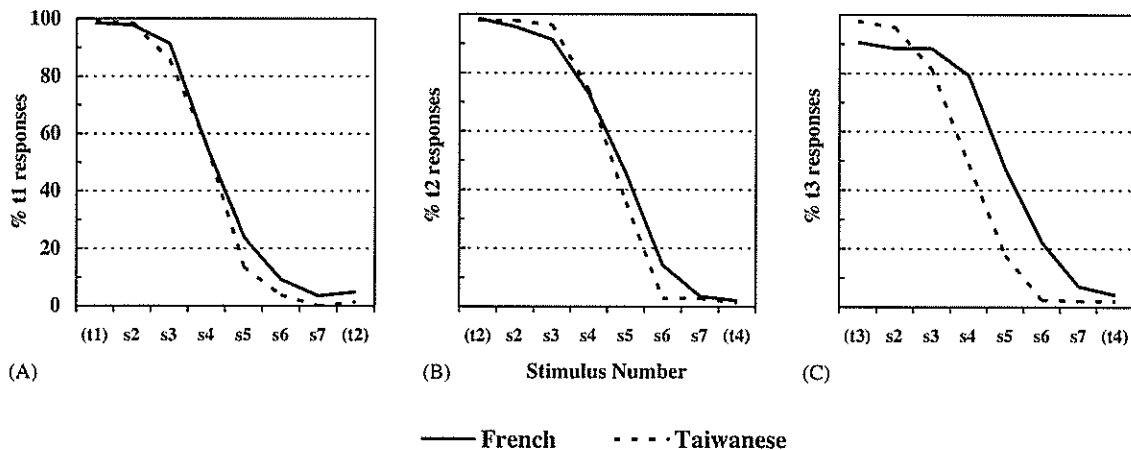 % t1 responses
100
80
60
40
20
0
(t1) s2 s3 s4 s5 s6 s7 (t2)
(A)
% t2 responses
(t2) s2 s3 s4 s5 s6 s7 (t4)
(B)
Stimulus Number
% t3 responses
(t3) s2 s3 s4 s5 s6 s7 (t4)
(C)
French
Taiwanese